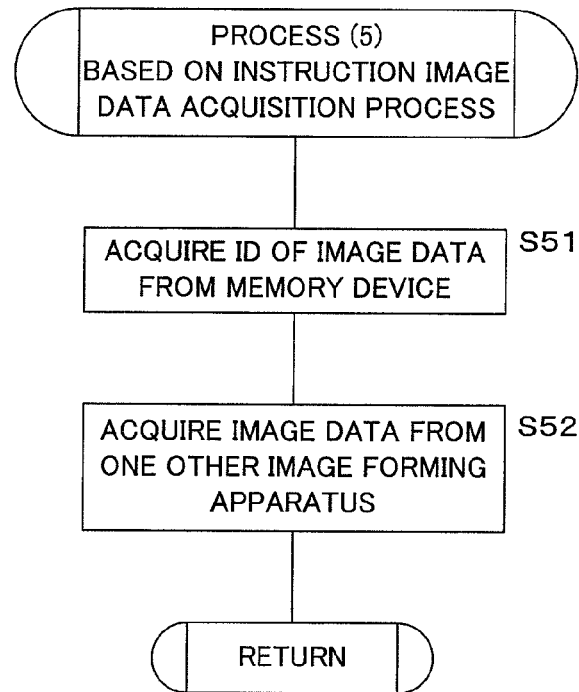 PROCESS (5)
BASED ON INSTRUCTION IMAGE
DATA ACQUISITION PROCESS
ACQUIRE ID OF IMAGE DATA
FROM MEMORY DEVICE
S51
ACQUIRE IMAGE DATA FROM
ONE OTHER IMAGE FORMING
APPARATUS
S52
RETURN